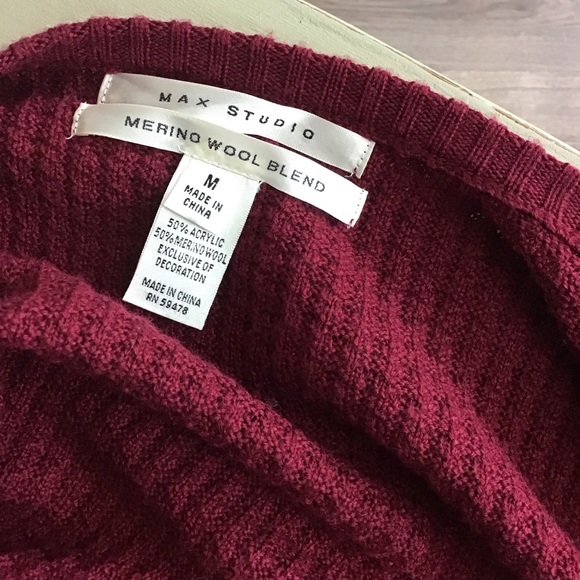 MAX STUDIO
MERINO WOOL BLEND
M
MADE IN
CHINA
50% ACRYLIC
50% MERINO WOOL
EXCLUSIVE OF
DECORATION
MADE IN CHINA
RN 59478